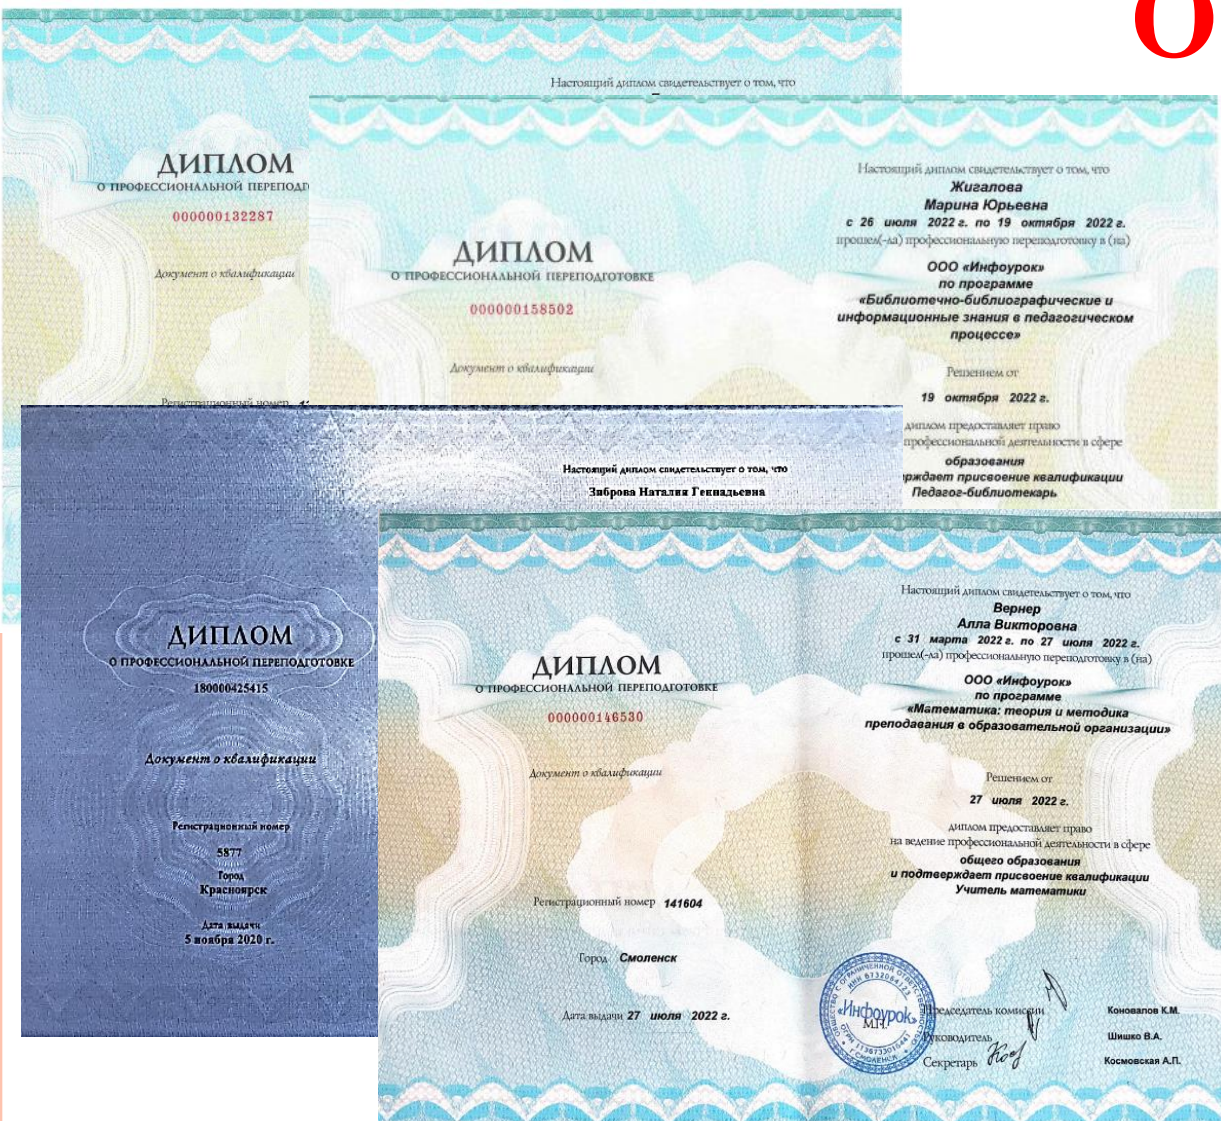 О
Настоящий диплом свидетельствует о том, что
ДИПЛОМ
О ПРОФЕССИОНАЛЬНОЙ
000000132287
Документ о квалификации
Регистрационный номер
Настоящий диплом свидетельствует о том, что
Жигалова
Марина Юрьевна
с 26 июля 2022 г. по 19 октября 2022 г.
прошел(-ла) профессиональную переподготовку в (на)
ООО «Инфоурок»
по программе
«Библиотечно-библиографические и
информационные знания в педагогическом
процессе»
Решением от
19 октября 2022 г.
диплом предоставляет право
профессиональной деятельности в сфере
образования
присвоение квалификации
Педагог-библиотекарь
ДИПЛОМ
О ПРОФЕССИОНАЛЬНОЙ ПЕРЕПОДГОТОВКЕ
000000158502
Документ о квалификации
Настоящий диплом свидетельствует о том, что
Зиброва Наталия Геннадьевна
ДИПЛОМ
О ПРОФЕССИОНАЛЬНОЙ ПЕРЕПОДГОТОВКЕ
180000425415
Документ о квалификации
Регистрационный номер
5877
Город
Красноярск
Дата выдачи
5 ноября 2020 г.
ДИПЛОМ
О ПРОФЕССИОНАЛЬНОЙ ПЕРЕПОДГОТОВКЕ
000000146530
Документ о квалификации
Регистрационный номер 141604
Город Смоленск
Дата выдачи 27 июля 2022 г.
Настоящий диплом свидетельствует о том, что
Вернер
Алла Викторовна
с 31 марта 2022 г. по 27 июля 2022 г.
прошел(-ла) профессиональную переподготовку в (на)
ООО «Инфоурок»
по программе
«Математика: теория и методика
преподавания в образовательной организации»
Решением от
27 июля 2022 г.
диплом предоставляет право
на ведение профессиональной деятельности в сфере
общего образования
и подтверждает присвоение квалификации
Учитель математики
«Инфоурок»
М.П.
Председатель комиссии Коновалов К.М.
Руководитель Шишко В.А.
Секретарь Космовская А.П.